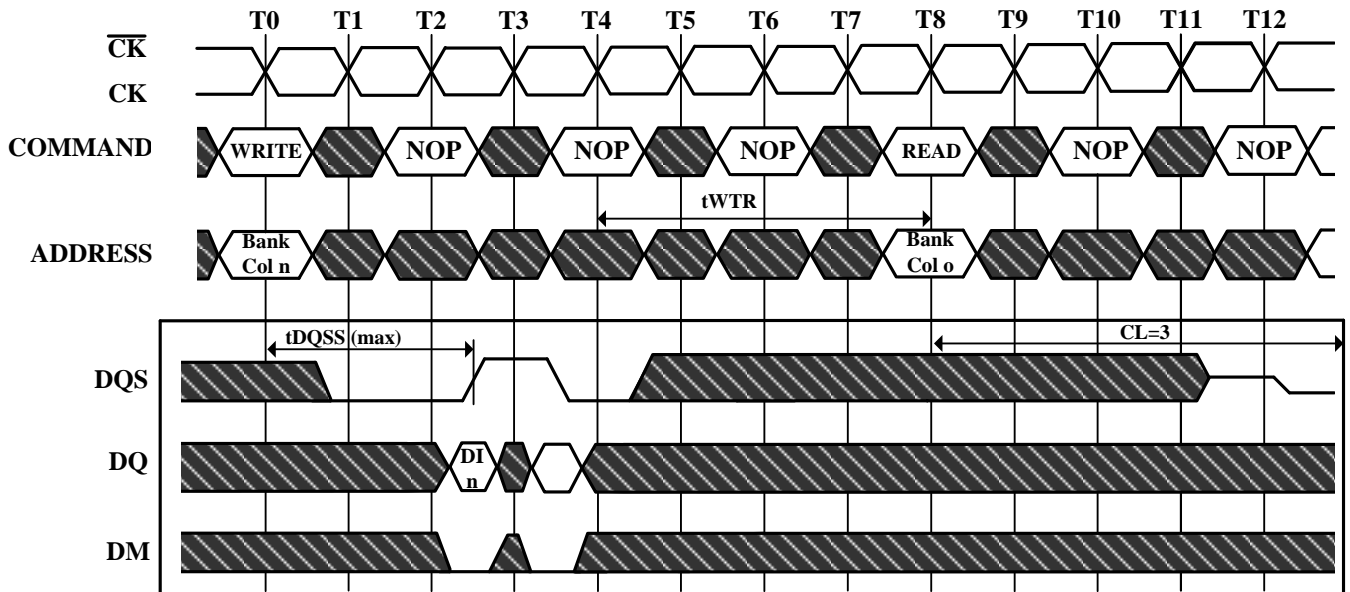 T0 T1 T2 T3 T4 T5 T6 T7 T8 T9 T10 T11 T12
CK
CK
COMMAND WRITE NOP NOP NOP READ NOP NOP
tWTR
ADDRESS Bank Col n Bank Col o
tDQSS (max) CL=3
DQS
DQ DI n
DM